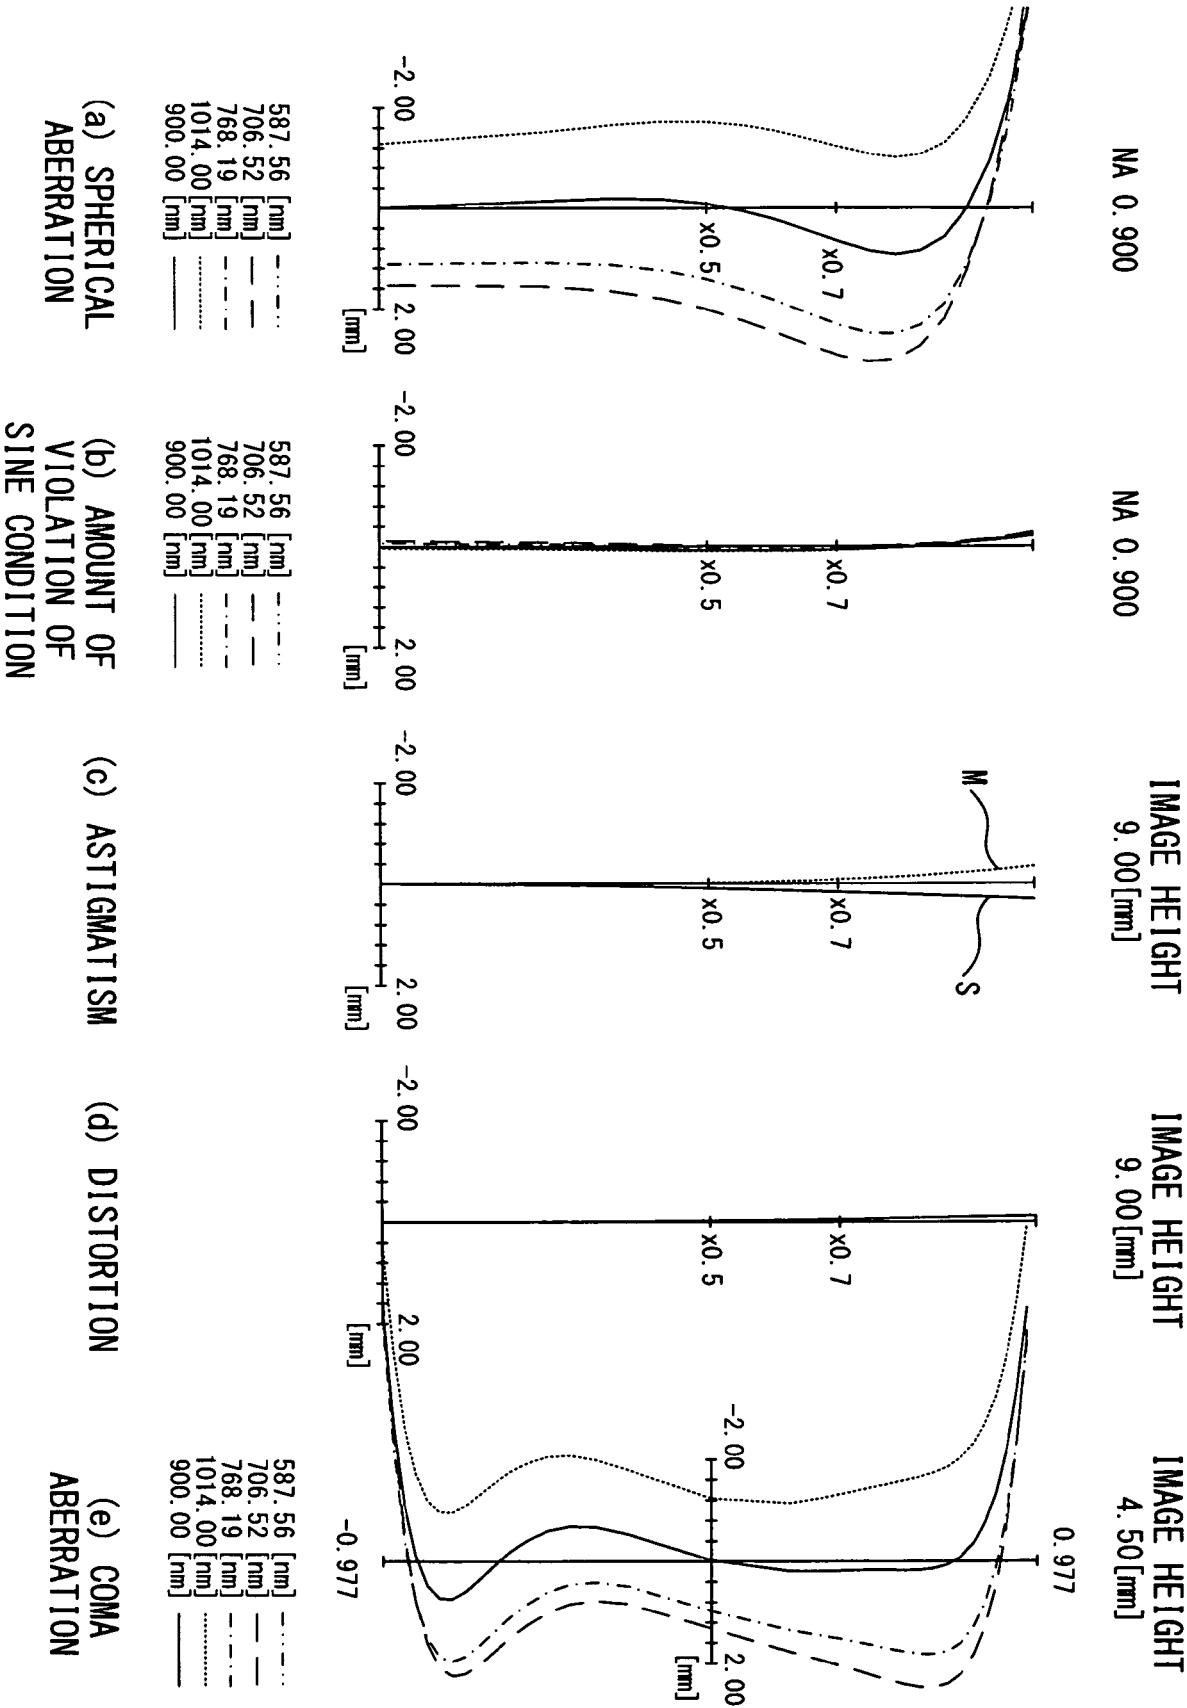 NA 0.900
-2.00
2.00
[mm]
x0.5
x0.7
587.56 [nm]
706.52 [nm]
768.19 [nm]
1014.00 [nm]
900.00 [nm]
(a) SPHERICAL
ABERRATION
NA 0.900
-2.00
2.00
[mm]
x0.5
x0.7
587.56 [nm]
706.52 [nm]
768.19 [nm]
1014.00 [nm]
900.00 [nm]
(b) AMOUNT OF
VIOLATION OF
SINE CONDITION
IMAGE HEIGHT
9.00[mm]
M
S
-2.00
2.00
[mm]
x0.5
x0.7
(c) ASTIGMATISM
IMAGE HEIGHT
9.00[mm]
-2.00
2.00
[mm]
x0.5
x0.7
(d) DISTORTION
IMAGE HEIGHT
4.50[mm]
0.977
-2.00
2.00
[mm]
-0.977
587.56 [nm]
706.52 [nm]
768.19 [nm]
1014.00 [nm]
900.00 [nm]
(e) COMA
ABERRATION